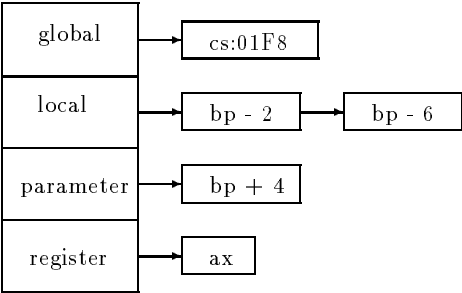 global
cs:01F8
local
bp - 2
bp - 6
parameter
bp + 4
register
ax